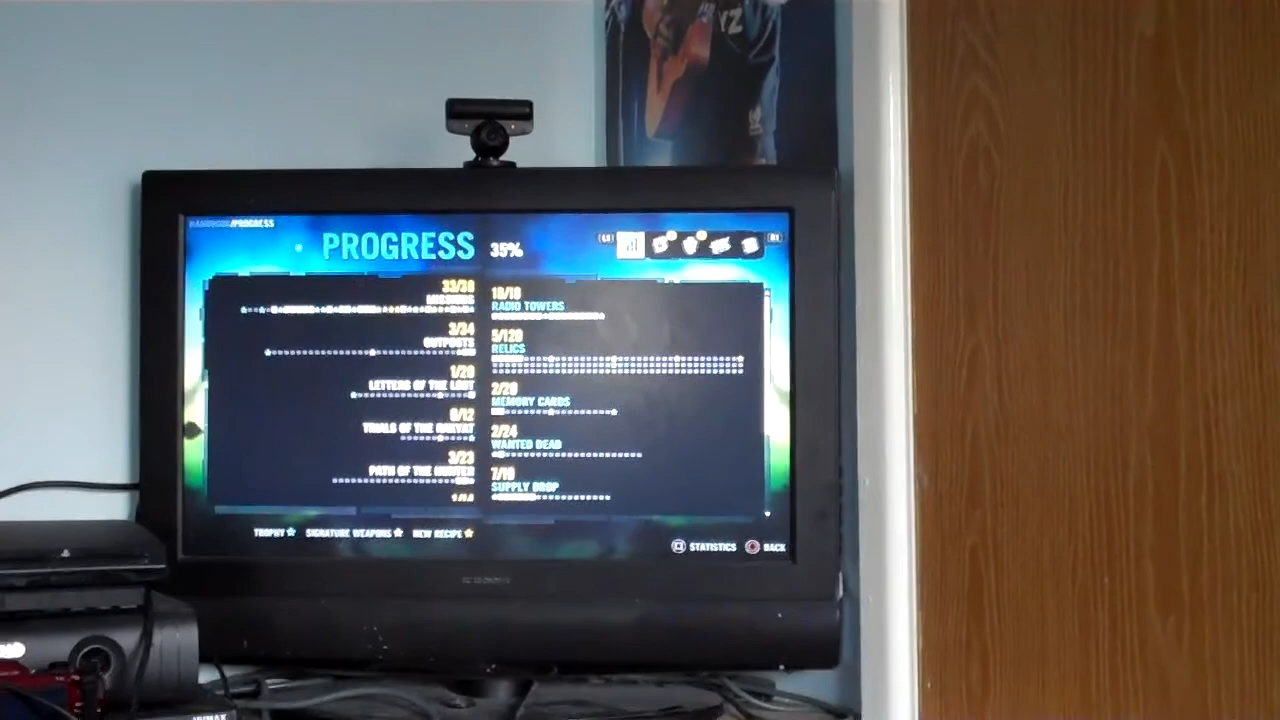 HANDBOOK/PROGRESS
PROGRESS 35%
33/38
MISSIONS
3/34
OUTPOSTS
1/20
LETTERS OF THE LOST
0/12
TRIALS OF THE RAKYAT
3/23
PATH OF THE HUNTER
18/18
RADIO TOWERS
5/120
RELICS
2/20
MEMORY CARDS
2/24
WANTED DEAD
SUPPLY DROP
TROPHY SIGNATURE WEAPONS NEW RECIPE
STATISTICS BACK